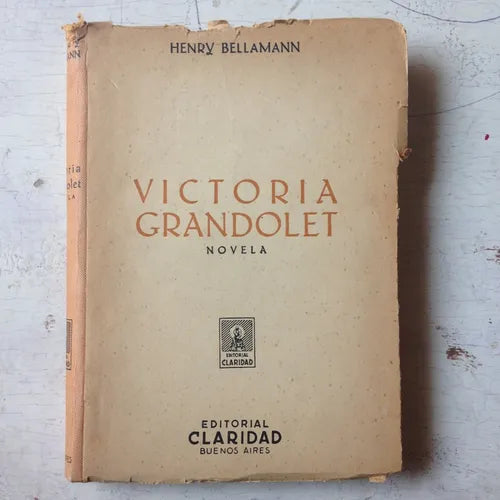 HENRY BELLAMANN
VICTORIA
GRANDOLET
NOVELA
EDITORIAL
CLARIDAD
EDITORIAL
CLARIDAD
BUENOS AIRES